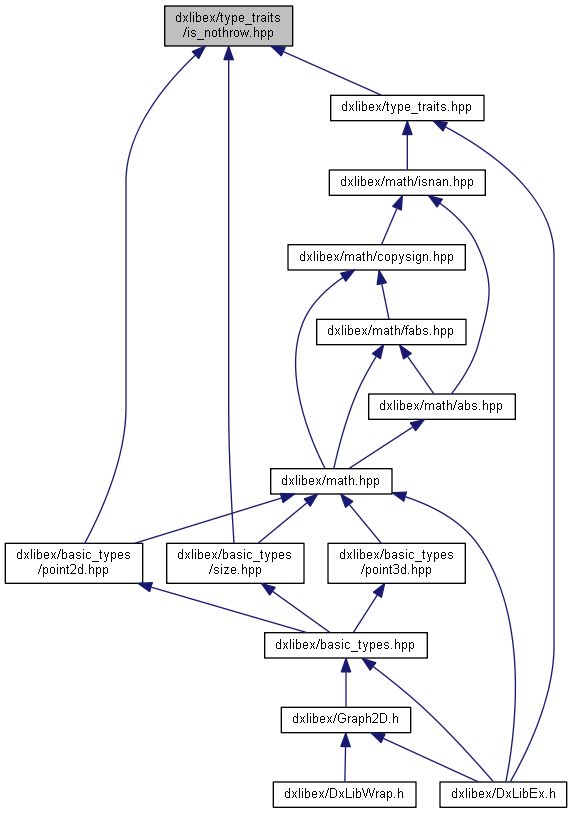 dxlibex/type_traits
/is_nothrow.hpp
dxlibex/type_traits.hpp
dxlibex/math/isnan.hpp
dxlibex/math/copysign.hpp
dxlibex/math/fabs.hpp
dxlibex/math/abs.hpp
dxlibex/math.hpp
dxlibex/basic_types
/point2d.hpp
dxlibex/basic_types
/size.hpp
dxlibex/basic_types
/point3d.hpp
dxlibex/basic_types.hpp
dxlibex/Graph2D.h
dxlibex/DxLibWrap.h
dxlibex/DxLibEx.h